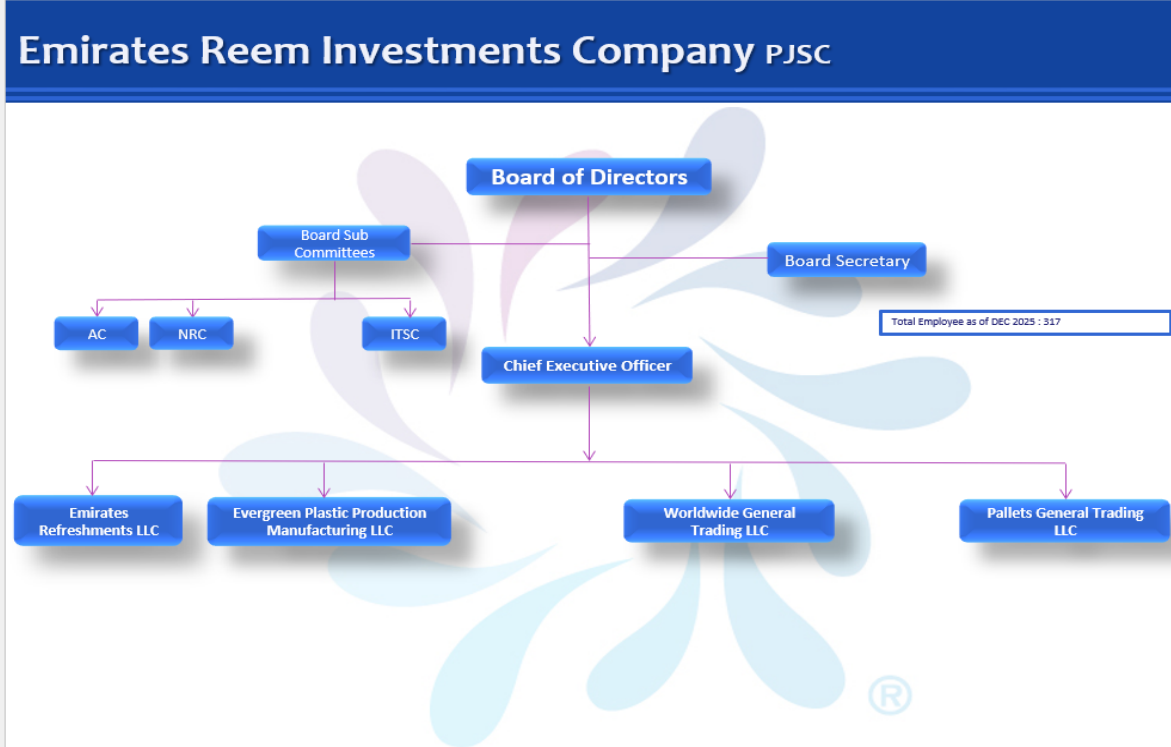 Emirates Reem Investments Company PJSC
Board of Directors
Board Sub
Committees
Board Secretary
AC
NRC
ITSC
Total Employee as of DEC 2025 : 317
Chief Executive Officer
Emirates
Refreshments LLC
Evergreen Plastic Production
Manufacturing LLC
Worldwide General
Trading LLC
Pallets General Trading
LLC
®